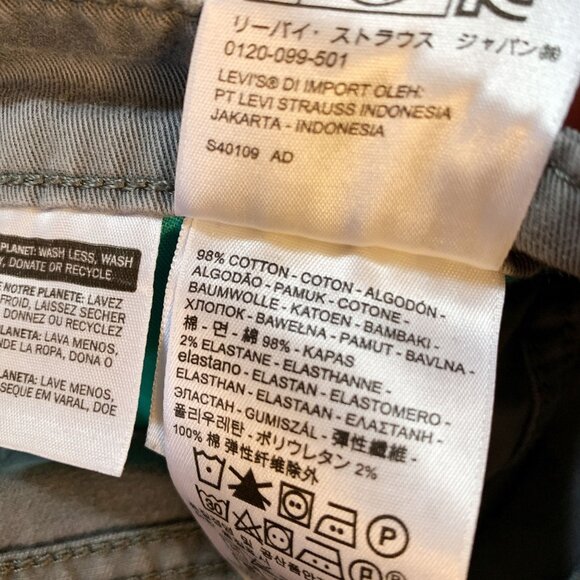 リーバイ・ストラウス ジャパン㈱
0120-099-501
LEVI'S® DI IMPORT OLEH:
PT LEVI STRAUSS INDONESIA
JAKARTA - INDONESIA
S40109 AD
PLANET: WASH LESS, WASH
, DONATE OR RECYCLE
NOTRE PLANETE: LAVEZ
FROID, LAISSEZ SECHER
DONNEZ OU RECYCLEZ
PLANETA: LAVA MENOS,
DE LA ROPA, DONA O
PLANETA: LAVE MENOS,
SEQUE EM VARAL, DOE
98% COTTON - COTON - ALGODÓN -
ALGODÃO - PAMUK - COTONE -
BAUMWOLLE - KATOEN - BAMBAKI -
ХЛОПОК - BAWEŁNA - PAMUT - BAVLNA -
棉 - 면 - 綿 98% - KAPAS
2% ELASTANE - ELASTHANNE -
elastano - ELASTAN - ELASTOMERO -
ELASTHAN - ELASTAAN - ΕΛΑΣΤΑΝΗ -
ЭЛАСТАН - GUMISZÁL - 彈性纖維 -
폴리우레탄 - ポリウレタン 2%
100% 棉 弹性纤维除外
30